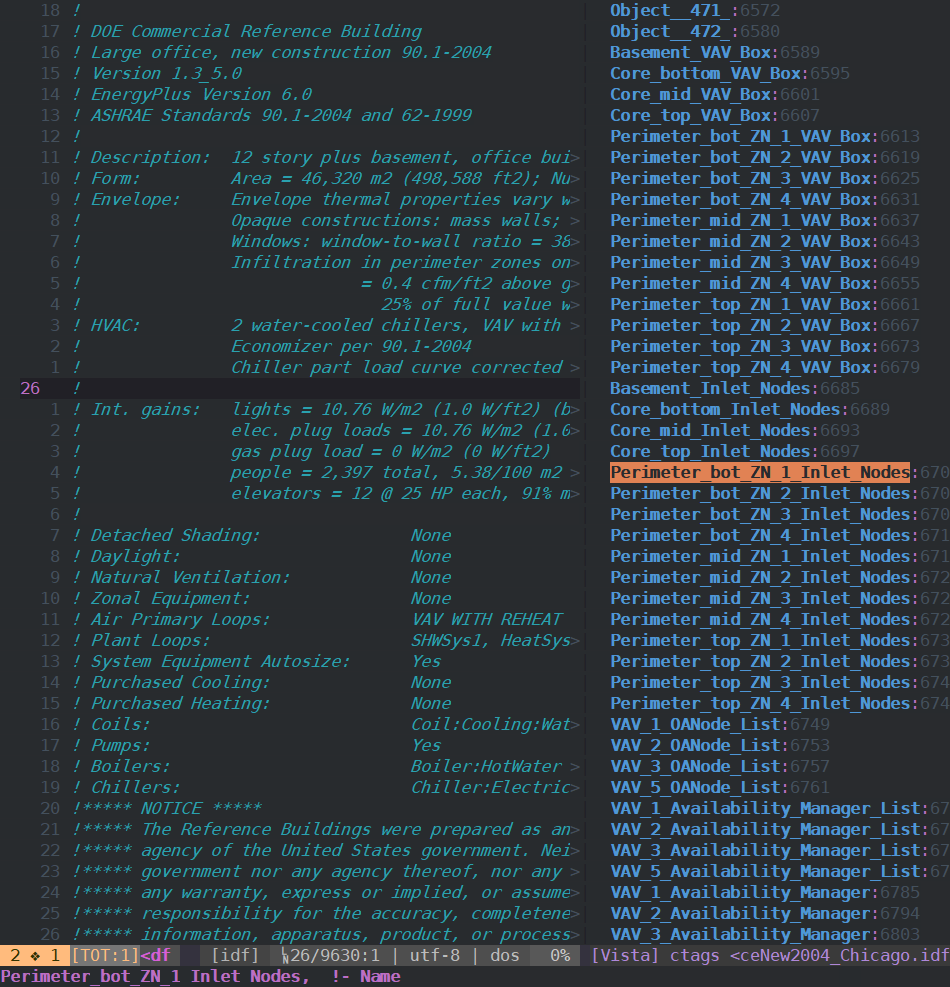 18 !
17 ! DOE Commercial Reference Building
16 ! Large office, new construction 90.1-2004
15 ! Version 1.3_5.0
14 ! EnergyPlus Version 6.0
13 ! ASHRAE Standards 90.1-2004 and 62-1999
12 !
11 ! Description:  12 story plus basement, office bui>
10 ! Form:         Area = 46,320 m2 (498,588 ft2); Nu>
9 ! Envelope:     Envelope thermal properties vary w>
8 !               Opaque constructions: mass walls; >
7 !               Windows: window-to-wall ratio = 38>
6 !               Infiltration in perimeter zones on>
5 !                            = 0.4 cfm/ft2 above g>
4 !                              25% of full value w>
3 ! HVAC:         2 water-cooled chillers, VAV with >
2 !               Economizer per 90.1-2004
1 !               Chiller part load curve corrected >
26 !
1 ! Int. gains:   lights = 10.76 W/m2 (1.0 W/ft2) (b>
2 !               elec. plug loads = 10.76 W/m2 (1.0>
3 !               gas plug load = 0 W/m2 (0 W/ft2)
4 !               people = 2,397 total, 5.38/100 m2 >
5 !               elevators = 12 @ 25 HP each, 91% m>
6 !
7 ! Detached Shading:               None
8 ! Daylight:                       None
9 ! Natural Ventilation:            None
10 ! Zonal Equipment:                None
11 ! Air Primary Loops:              VAV WITH REHEAT
12 ! Plant Loops:                    SHWSys1, HeatSys>
13 ! System Equipment Autosize:      Yes
14 ! Purchased Cooling:              None
15 ! Purchased Heating:              None
16 ! Coils:                          Coil:Cooling:Wat>
17 ! Pumps:                          Yes
18 ! Boilers:                        Boiler:HotWater >
19 ! Chillers:                       Chiller:Electric>
20 !***** NOTICE *****
21 !***** The Reference Buildings were prepared as an>
22 !***** agency of the United States government. Nei>
23 !***** government nor any agency thereof, nor any >
24 !***** any warranty, express or implied, or assume>
25 !***** responsibility for the accuracy, completene>
26 !***** information, apparatus, product, or process>
Object__471_:6572
Object__472_:6580
Basement_VAV_Box:6589
Core_bottom_VAV_Box:6595
Core_mid_VAV_Box:6601
Core_top_VAV_Box:6607
Perimeter_bot_ZN_1_VAV_Box:6613
Perimeter_bot_ZN_2_VAV_Box:6619
Perimeter_bot_ZN_3_VAV_Box:6625
Perimeter_bot_ZN_4_VAV_Box:6631
Perimeter_mid_ZN_1_VAV_Box:6637
Perimeter_mid_ZN_2_VAV_Box:6643
Perimeter_mid_ZN_3_VAV_Box:6649
Perimeter_mid_ZN_4_VAV_Box:6655
Perimeter_top_ZN_1_VAV_Box:6661
Perimeter_top_ZN_2_VAV_Box:6667
Perimeter_top_ZN_3_VAV_Box:6673
Perimeter_top_ZN_4_VAV_Box:6679
Basement_Inlet_Nodes:6685
Core_bottom_Inlet_Nodes:6689
Core_mid_Inlet_Nodes:6693
Core_top_Inlet_Nodes:6697
Perimeter_bot_ZN_1_Inlet_Nodes:670
Perimeter_bot_ZN_2_Inlet_Nodes:670
Perimeter_bot_ZN_3_Inlet_Nodes:670
Perimeter_bot_ZN_4_Inlet_Nodes:671
Perimeter_mid_ZN_1_Inlet_Nodes:671
Perimeter_mid_ZN_2_Inlet_Nodes:672
Perimeter_mid_ZN_3_Inlet_Nodes:672
Perimeter_mid_ZN_4_Inlet_Nodes:672
Perimeter_top_ZN_1_Inlet_Nodes:673
Perimeter_top_ZN_2_Inlet_Nodes:673
Perimeter_top_ZN_3_Inlet_Nodes:674
Perimeter_top_ZN_4_Inlet_Nodes:674
VAV_1_OANode_List:6749
VAV_2_OANode_List:6753
VAV_3_OANode_List:6757
VAV_5_OANode_List:6761
VAV_1_Availability_Manager_List:67
VAV_2_Availability_Manager_List:67
VAV_3_Availability_Manager_List:67
VAV_5_Availability_Manager_List:67
VAV_1_Availability_Manager:6785
VAV_2_Availability_Manager:6794
VAV_3_Availability_Manager:6803
2 ❖ 1 [TOT:1]<df [idf] 26/9630:1 | utf-8 | dos 0% [Vista] ctags <ceNew2004_Chicago.idf
Perimeter_bot_ZN_1 Inlet Nodes,  !- Name